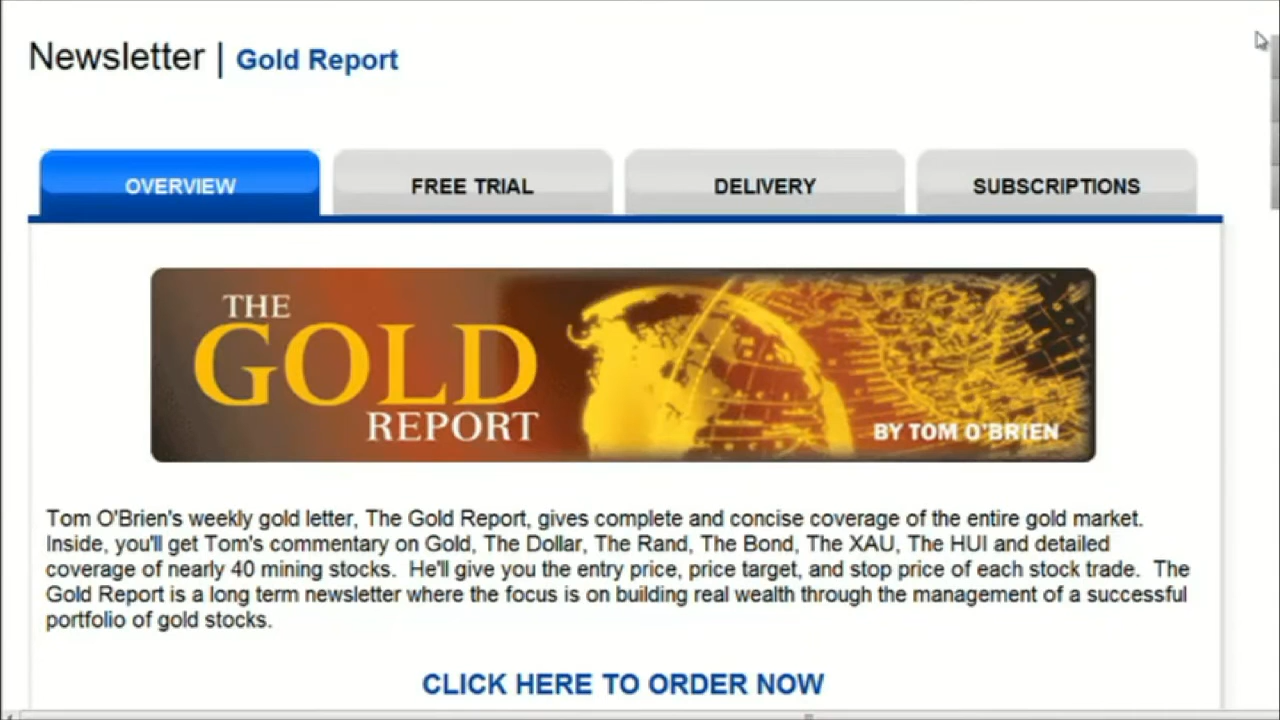 Newsletter | Gold Report
OVERVIEW
FREE TRIAL
DELIVERY
SUBSCRIPTIONS
THE
GOLD
REPORT
BY TOM O'BRIEN
Tom O'Brien's weekly gold letter, The Gold Report, gives complete and concise coverage of the entire gold market.
Inside, you'll get Tom's commentary on Gold, The Dollar, The Rand, The Bond, The XAU, The HUI and detailed
coverage of nearly 40 mining stocks.  He'll give you the entry price, price target, and stop price of each stock trade.  The
Gold Report is a long term newsletter where the focus is on building real wealth through the management of a successful
portfolio of gold stocks.
CLICK HERE TO ORDER NOW